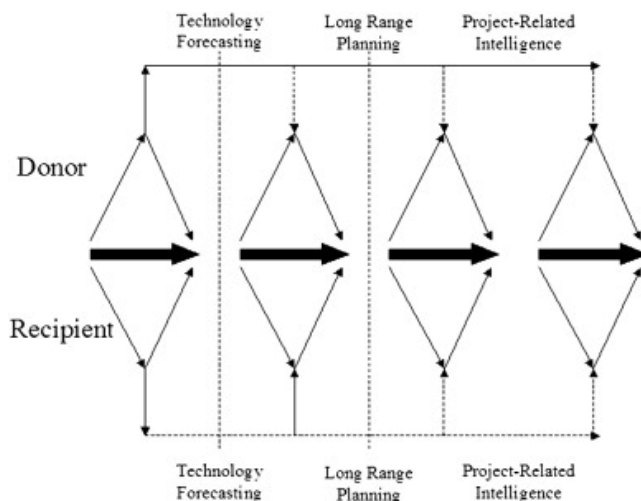 Technology
Forecasting
Long Range
Planning
Project-Related
Intelligence
Donor
Recipient
Technology
Forecasting
Long Range
Planning
Project-Related
Intelligence